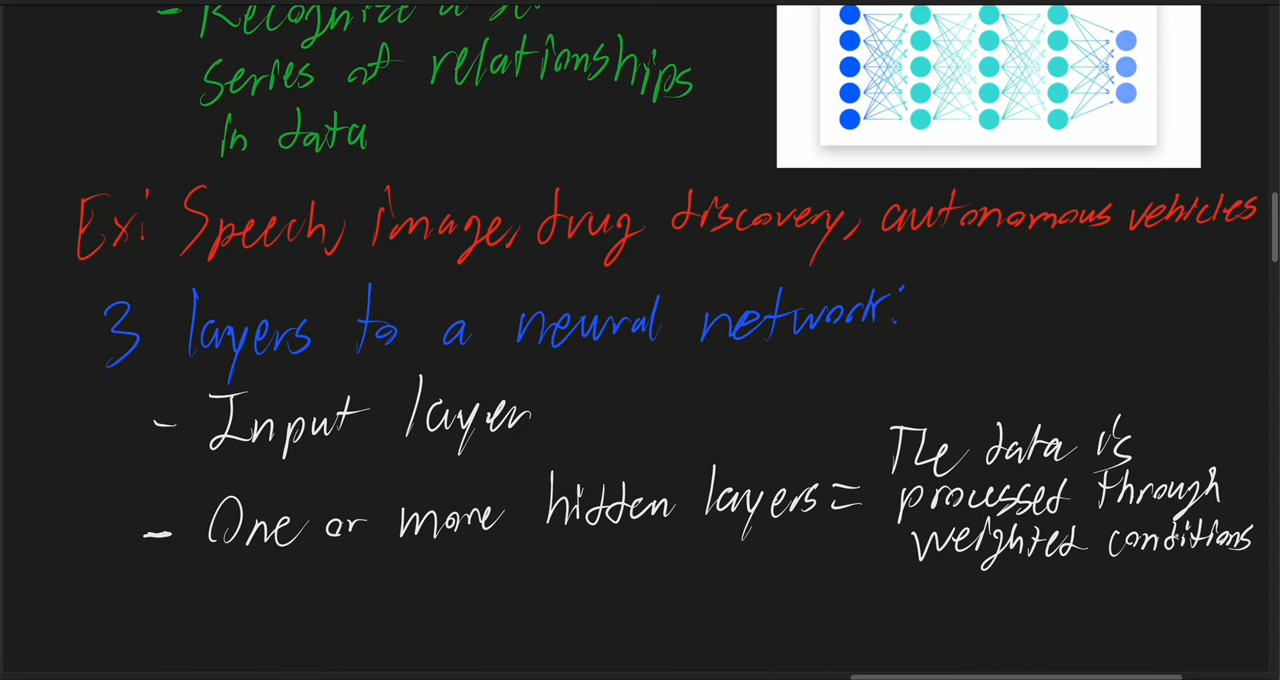 - Recognize a
series of relationships
in data
Ex: Speech, image, drug discovery, autonomous vehicles
3 layers to a neural network:
- Input layer
- One or more hidden layers = The data is
processed through
weighted conditions